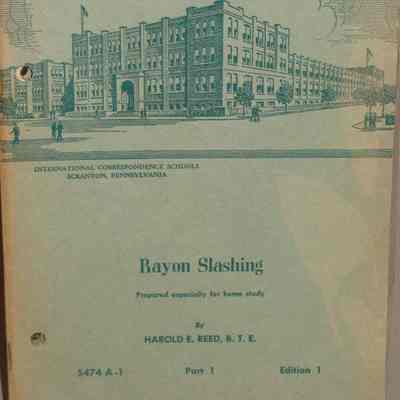 INTERNATIONAL CORRESPONDENCE SCHOOLS
SCRANTON, PENNSYLVANIA
Rayon Slashing
Prepared especially for home study
By
HAROLD E. REED, B. T. E.
5474 A-1 Part 1 Edition 1